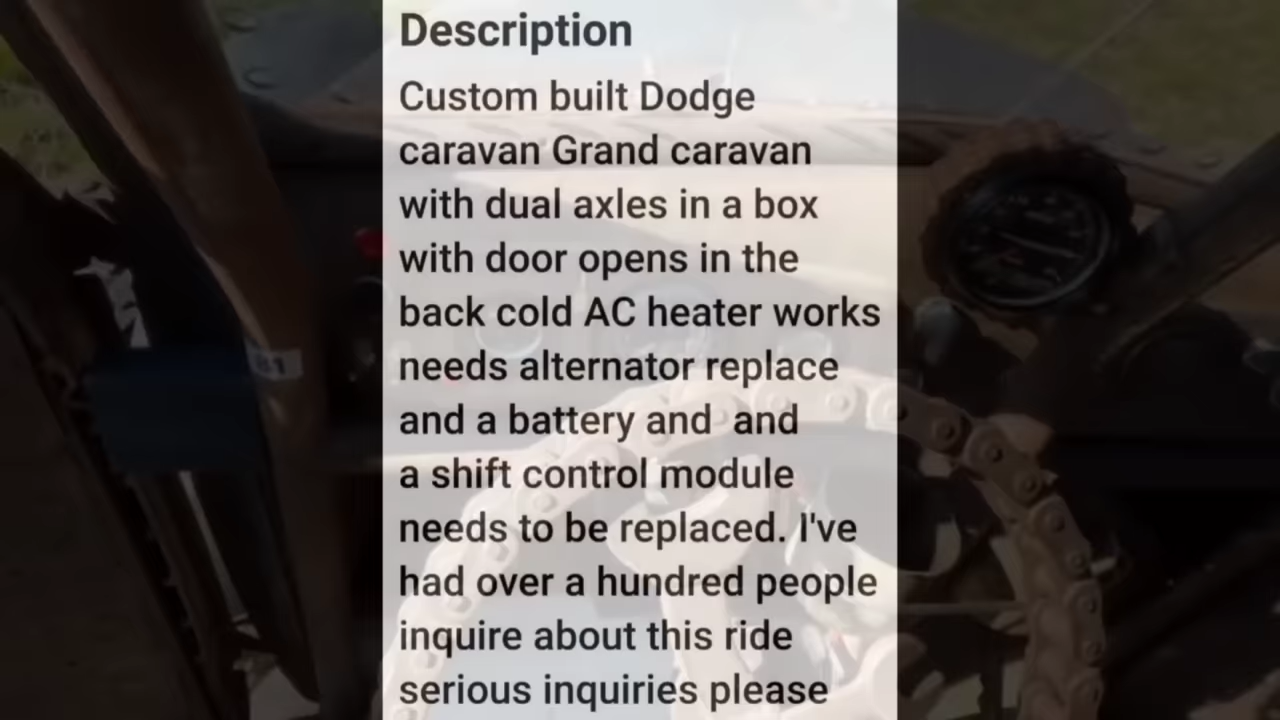 Description
Custom built Dodge
caravan Grand caravan
with dual axles in a box
with door opens in the
back cold AC heater works
needs alternator replace
and a battery and  and
a shift control module
needs to be replaced. I've
had over a hundred people
inquire about this ride
serious inquiries please
81